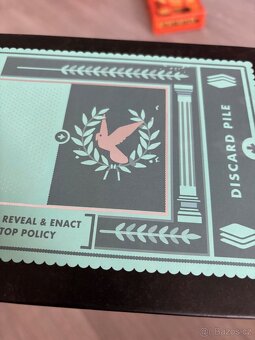 REVEAL & ENACT
TOP POLICY
DISCARD PILE